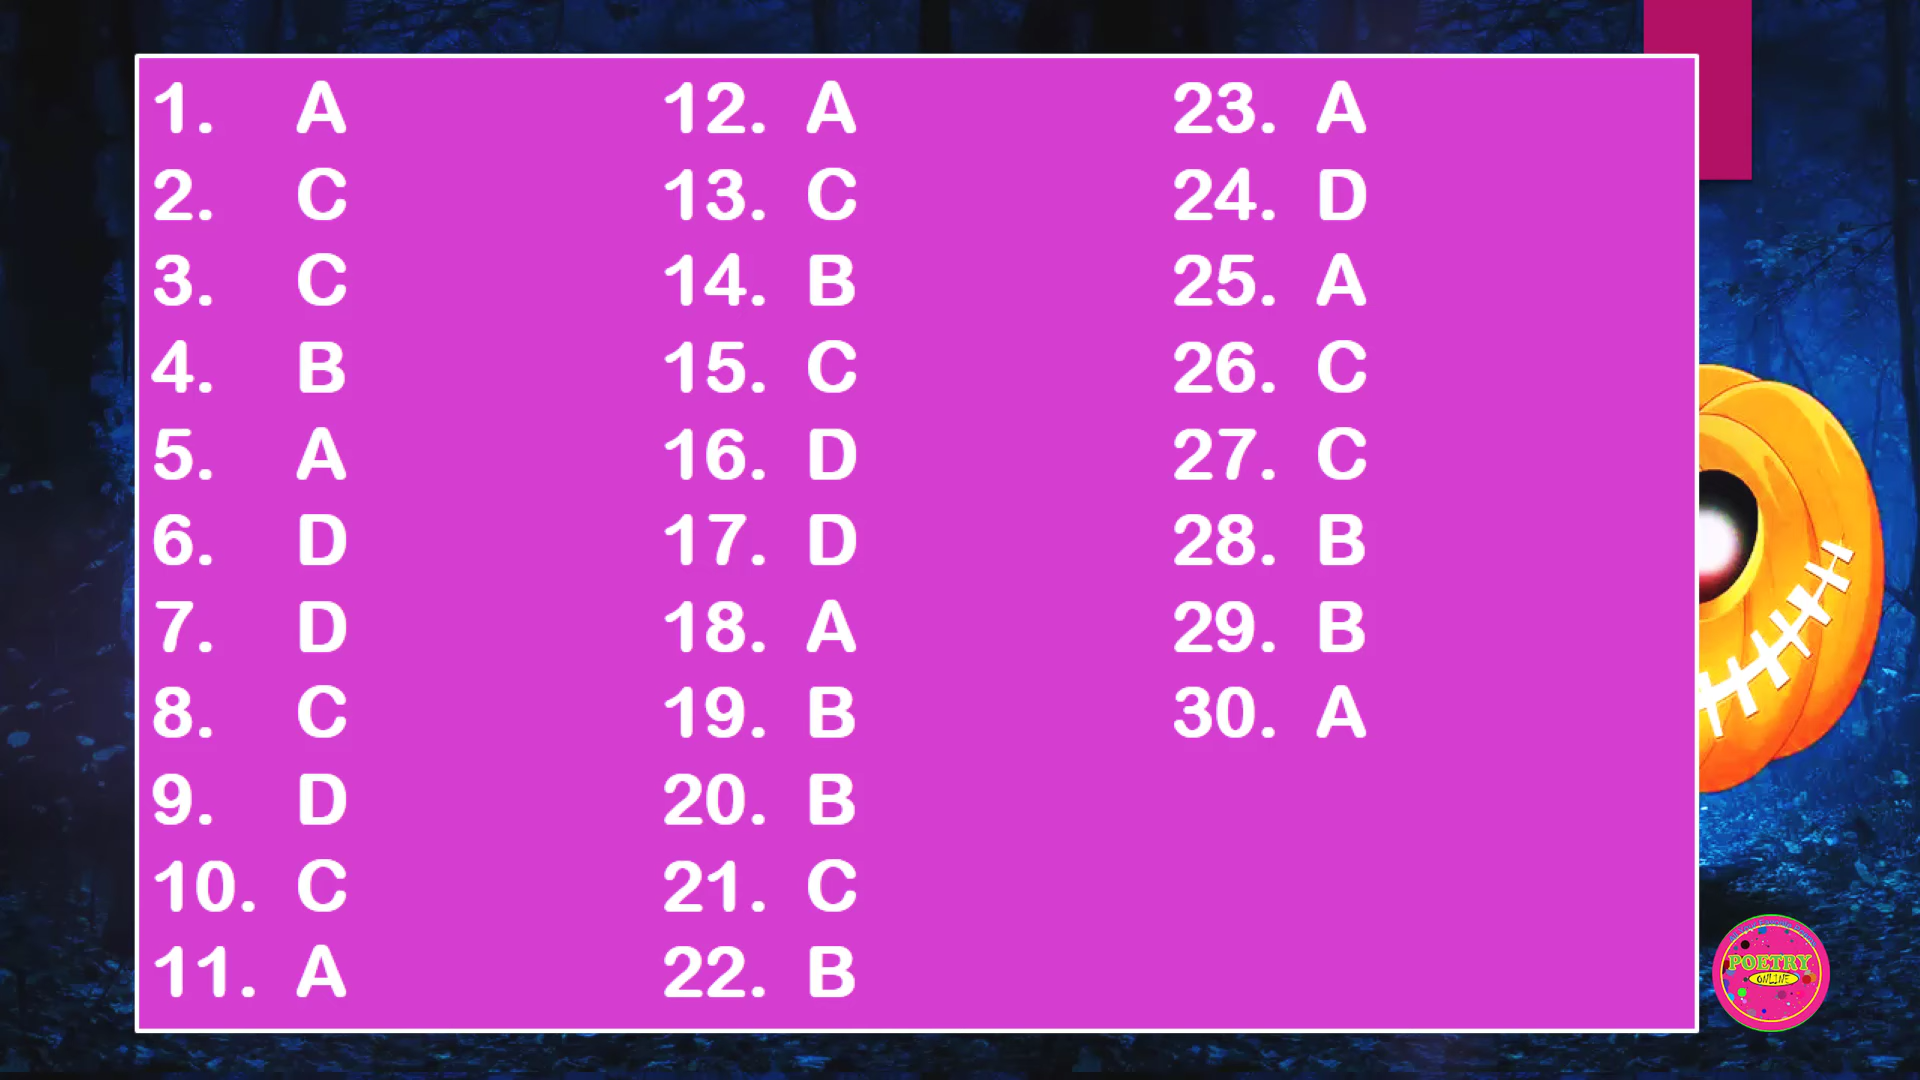 1. A
2. C
3. C
4. B
5. A
6. D
7. D
8. C
9. D
10. C
11. A
12. A
13. C
14. B
15. C
16. D
17. D
18. A
19. B
20. B
21. C
22. B
23. A
24. D
25. A
26. C
27. C
28. B
29. B
30. A
POETRY
ONLINE